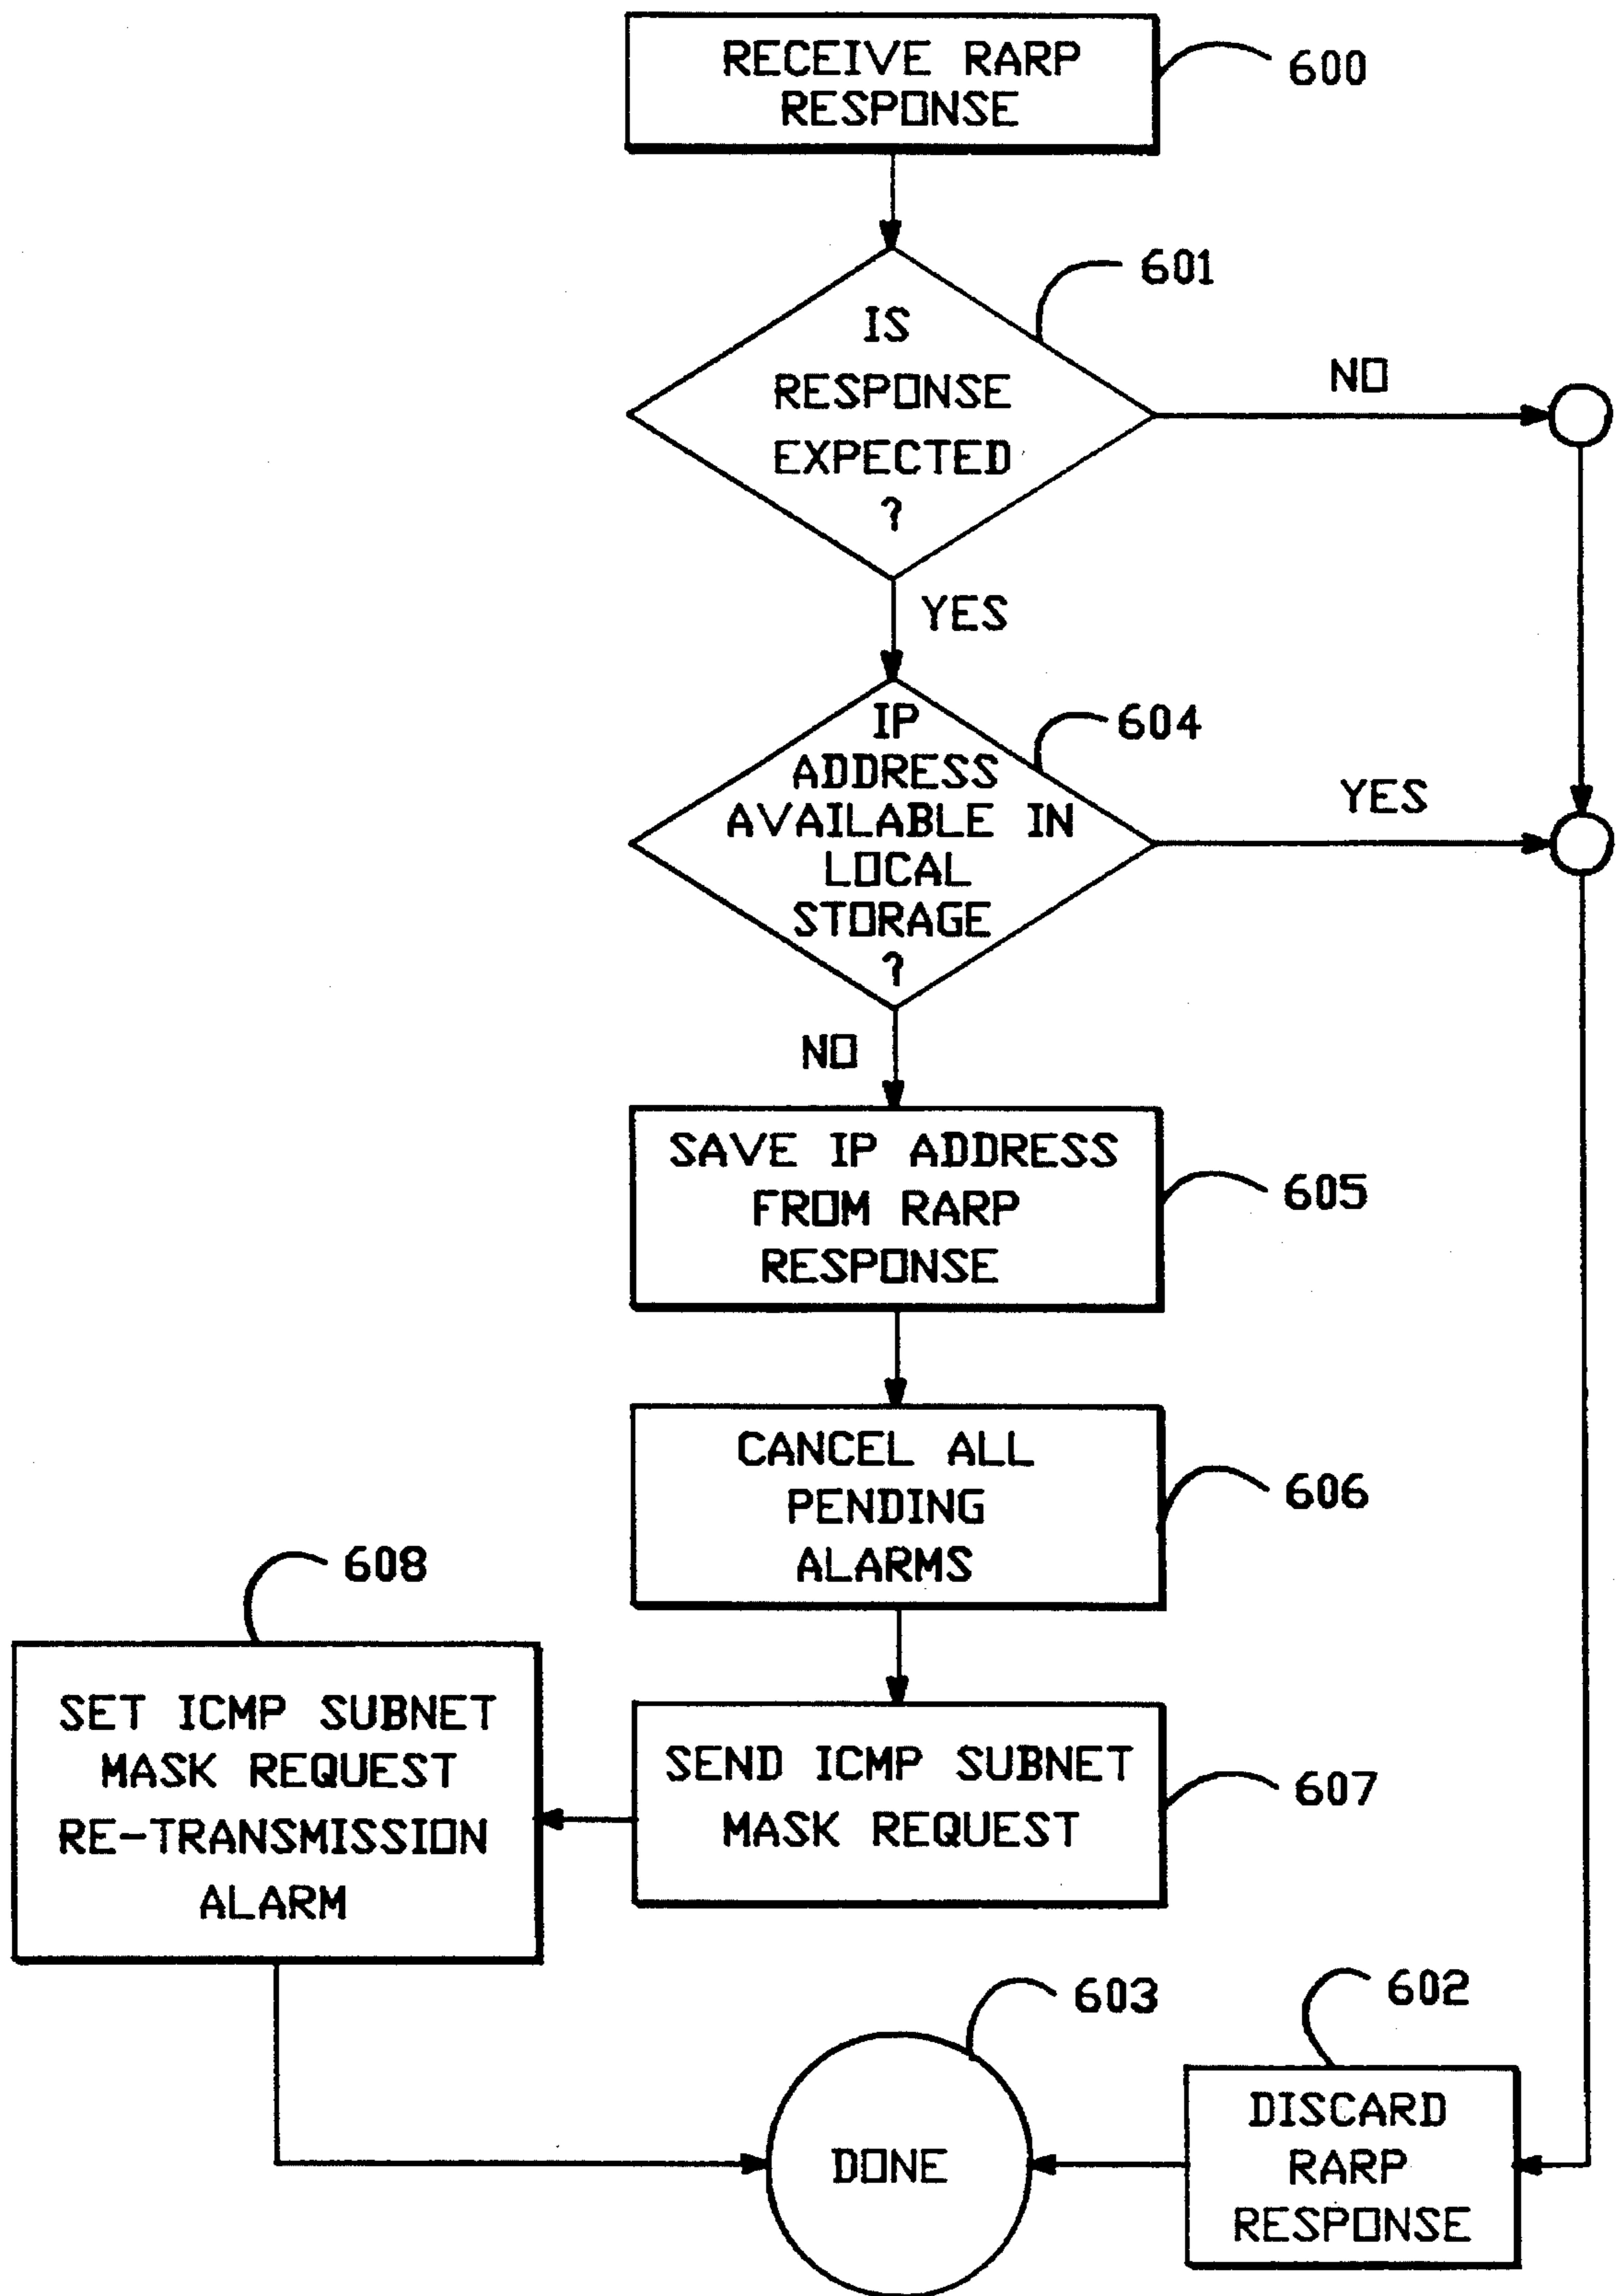 RECEIVE RARP
RESPONSE
600
IS
RESPONSE
EXPECTED
?
601
NO
YES
IP
ADDRESS
AVAILABLE IN
LOCAL
STORAGE
?
604
YES
NO
SAVE IP ADDRESS
FROM RARP
RESPONSE
605
CANCEL ALL
PENDING
ALARMS
606
SEND ICMP SUBNET
MASK REQUEST
607
SET ICMP SUBNET
MASK REQUEST
RE-TRANSMISSION
ALARM
608
DONE
603
DISCARD
RARP
RESPONSE
602